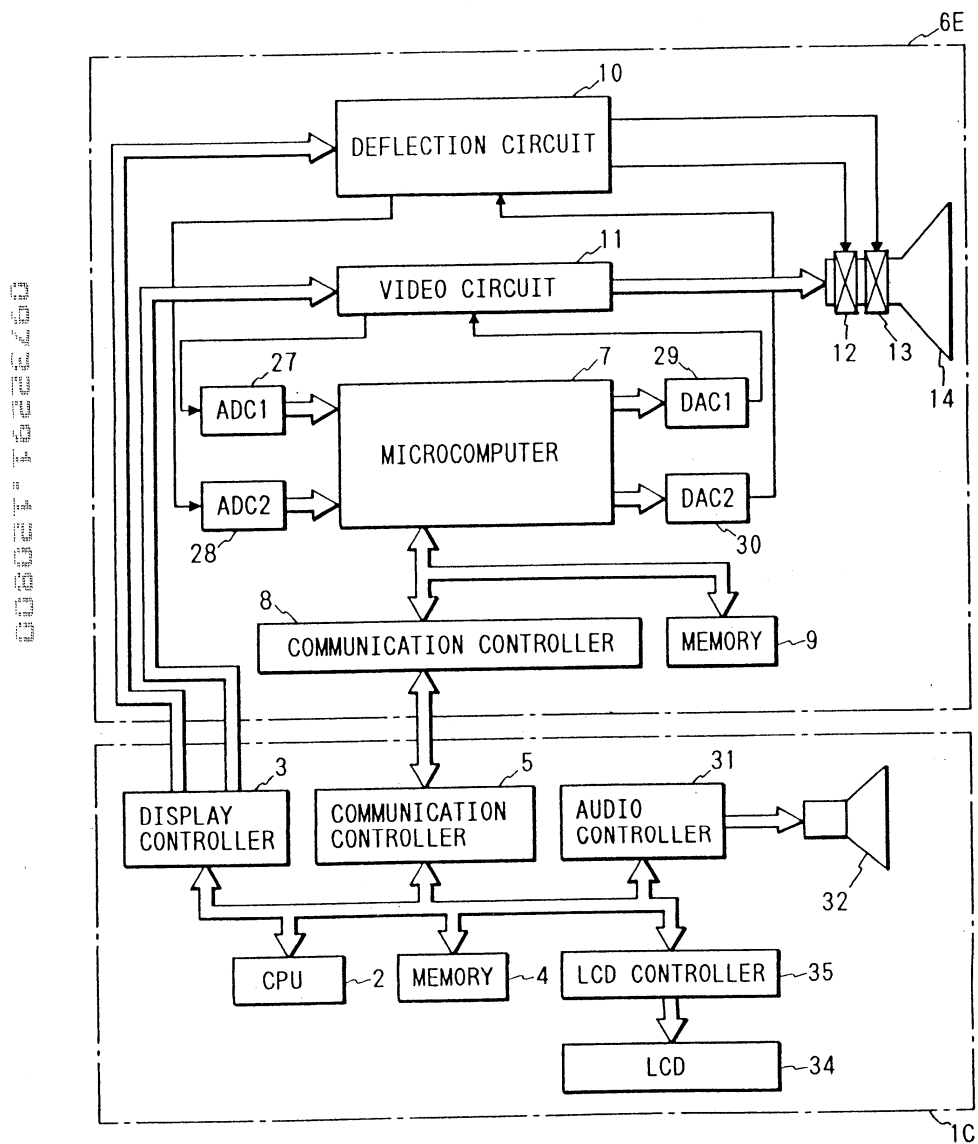 6E
10
DEFLECTION CIRCUIT
11
VIDEO CIRCUIT
12
13
14
27
ADC1
7
29
DAC1
MICROCOMPUTER
ADC2
28
DAC2
30
8
COMMUNICATION CONTROLLER
MEMORY
9
3
DISPLAY
CONTROLLER
5
COMMUNICATION
CONTROLLER
31
AUDIO
CONTROLLER
32
CPU
2
MEMORY
4
LCD CONTROLLER
35
LCD
34
1C